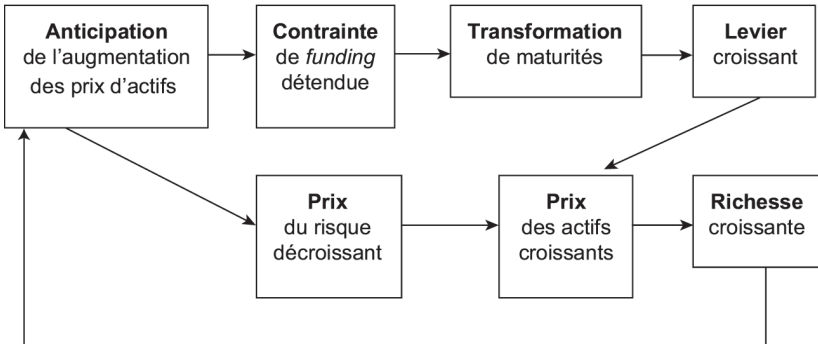 Anticipation
de l'augmentation
des prix d'actifs
Contrainte
de funding
détendue
Transformation
de maturités
Levier
croissant
Prix
du risque
décroissant
Prix
des actifs
croissants
Richesse
croissante